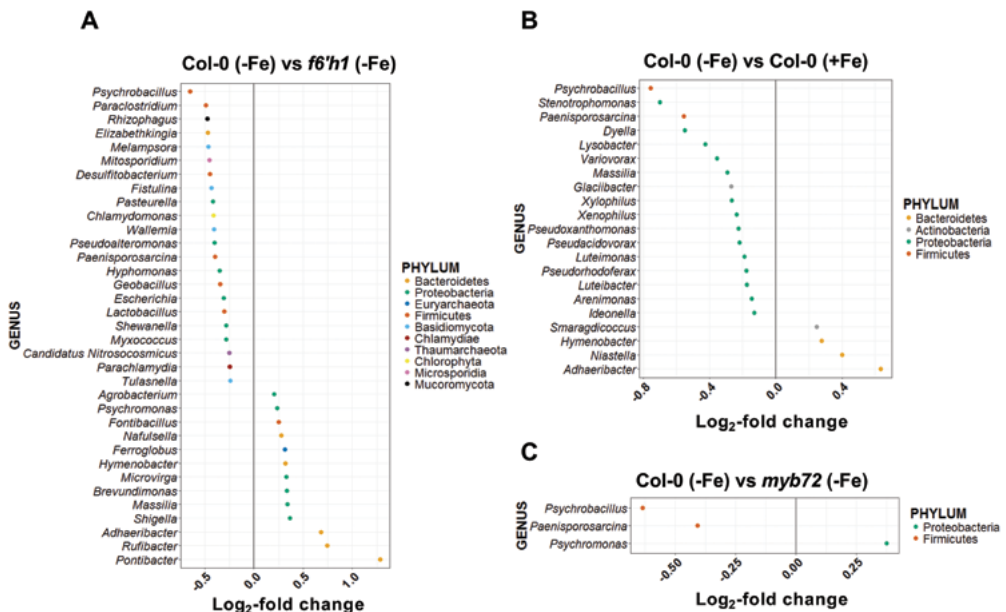 A
Col-0 (-Fe) vs f6'h1 (-Fe)
GENUS
Psychrobacillus
Paraclostridium
Rhizophagus
Elizabethkingia
Melampsora
Mitosporidium
Desulfitobacterium
Fistulina
Pasteurella
Chlamydomonas
Wallemia
Pseudoalteromonas
Paenisporosarcina
Hyphomonas
Geobacillus
Escherichia
Lactobacillus
Shewanella
Myxococcus
Candidatus Nitrosocosmicus
Parachlamydia
Tulasnella
Agrobacterium
Psychromonas
Fontibacillus
Nafulsella
Ferroglobus
Hymenobacter
Microvirga
Brevundimonas
Massilia
Shigella
Adhaeribacter
Rufibacter
Pontibacter
-0.5
0.0
0.5
1.0
Log2-fold change
PHYLUM
Bacteroidetes
Proteobacteria
Euryarchaeota
Firmicutes
Basidiomycota
Chlamydiae
Thaumarchaeota
Chlorophyta
Microsporidia
Mucoromycota
B
Col-0 (-Fe) vs Col-0 (+Fe)
GENUS
Psychrobacillus
Stenotrophomonas
Paenisporosarcina
Dyella
Lysobacter
Variovorax
Massilia
Glaciibacter
Xylophilus
Xenophilus
Pseudoxanthomonas
Pseudacidovorax
Luteimonas
Pseudorhodoferax
Luteibacter
Arenimonas
Ideonella
Smaragdicoccus
Hymenobacter
Niastella
Adhaeribacter
-0.8
-0.4
0.0
0.4
Log2-fold change
PHYLUM
Bacteroidetes
Actinobacteria
Proteobacteria
Firmicutes
C
Col-0 (-Fe) vs myb72 (-Fe)
GENUS
Psychrobacillus
Paenisporosarcina
Psychromonas
-0.50
-0.25
0.00
0.25
Log2-fold change
PHYLUM
Proteobacteria
Firmicutes